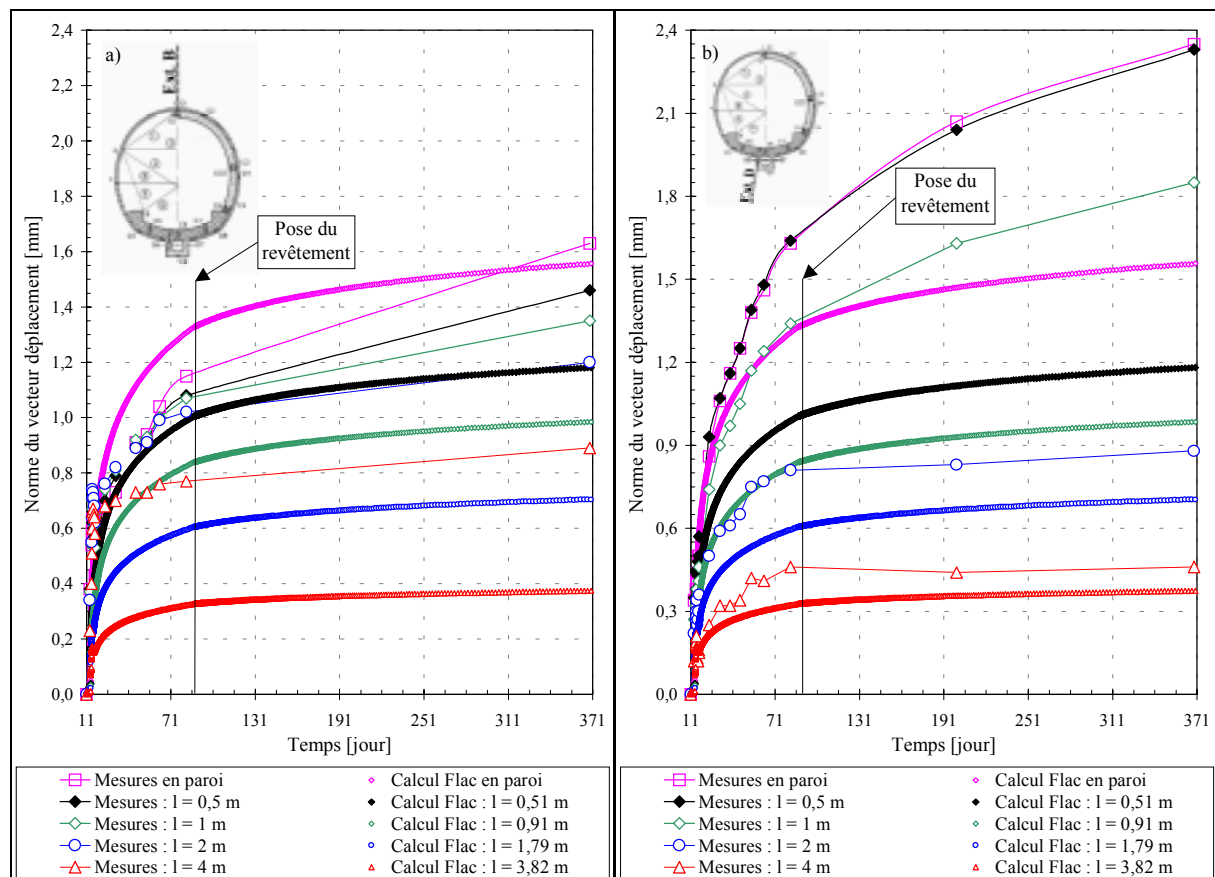 a)
Ext. B
2,4
2,2
2,0
1,8
1,6
1,4
1,2
1,0
0,8
0,6
0,4
0,2
0,0
Norme du vecteur déplacement [mm]
Pose du
revêtement
11 71 131 191 251 311 371
Temps [jour]
Mesures en paroi
Mesures : l = 0,5 m
Mesures : l = 1 m
Mesures : l = 2 m
Mesures : l = 4 m
Calcul Flac en paroi
Calcul Flac : l = 0,51 m
Calcul Flac : l = 0,91 m
Calcul Flac : l = 1,79 m
Calcul Flac : l = 3,82 m
b)
Ext. D
2,4
2,1
1,8
1,5
1,2
0,9
0,6
0,3
0,0
Norme du vecteur déplacement [mm]
Pose du
revêtement
11 71 131 191 251 311 371
Temps [jour]
Mesures en paroi
Mesures : l = 0,5 m
Mesures : l = 1 m
Mesures : l = 2 m
Mesures : l = 4 m
Calcul Flac en paroi
Calcul Flac : l = 0,51 m
Calcul Flac : l = 0,91 m
Calcul Flac : l = 1,79 m
Calcul Flac : l = 3,82 m